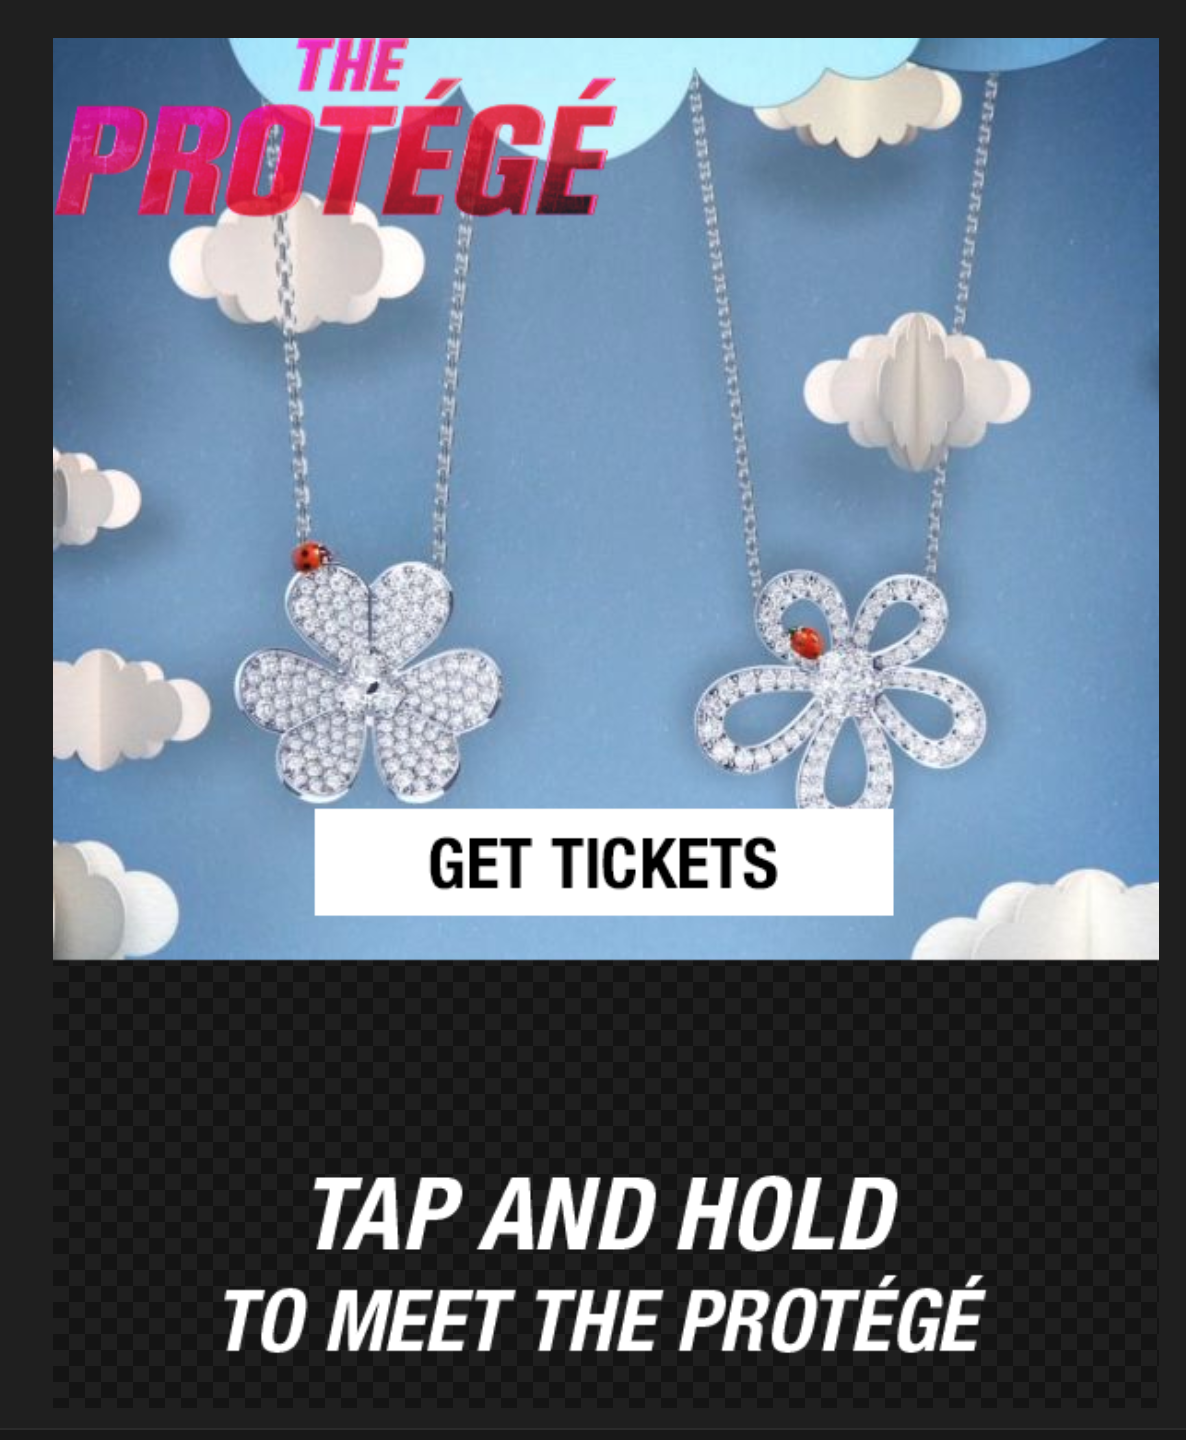 THE
PROTÉGÉ
GET TICKETS
TAP AND HOLD
TO MEET THE PROTÉGÉ